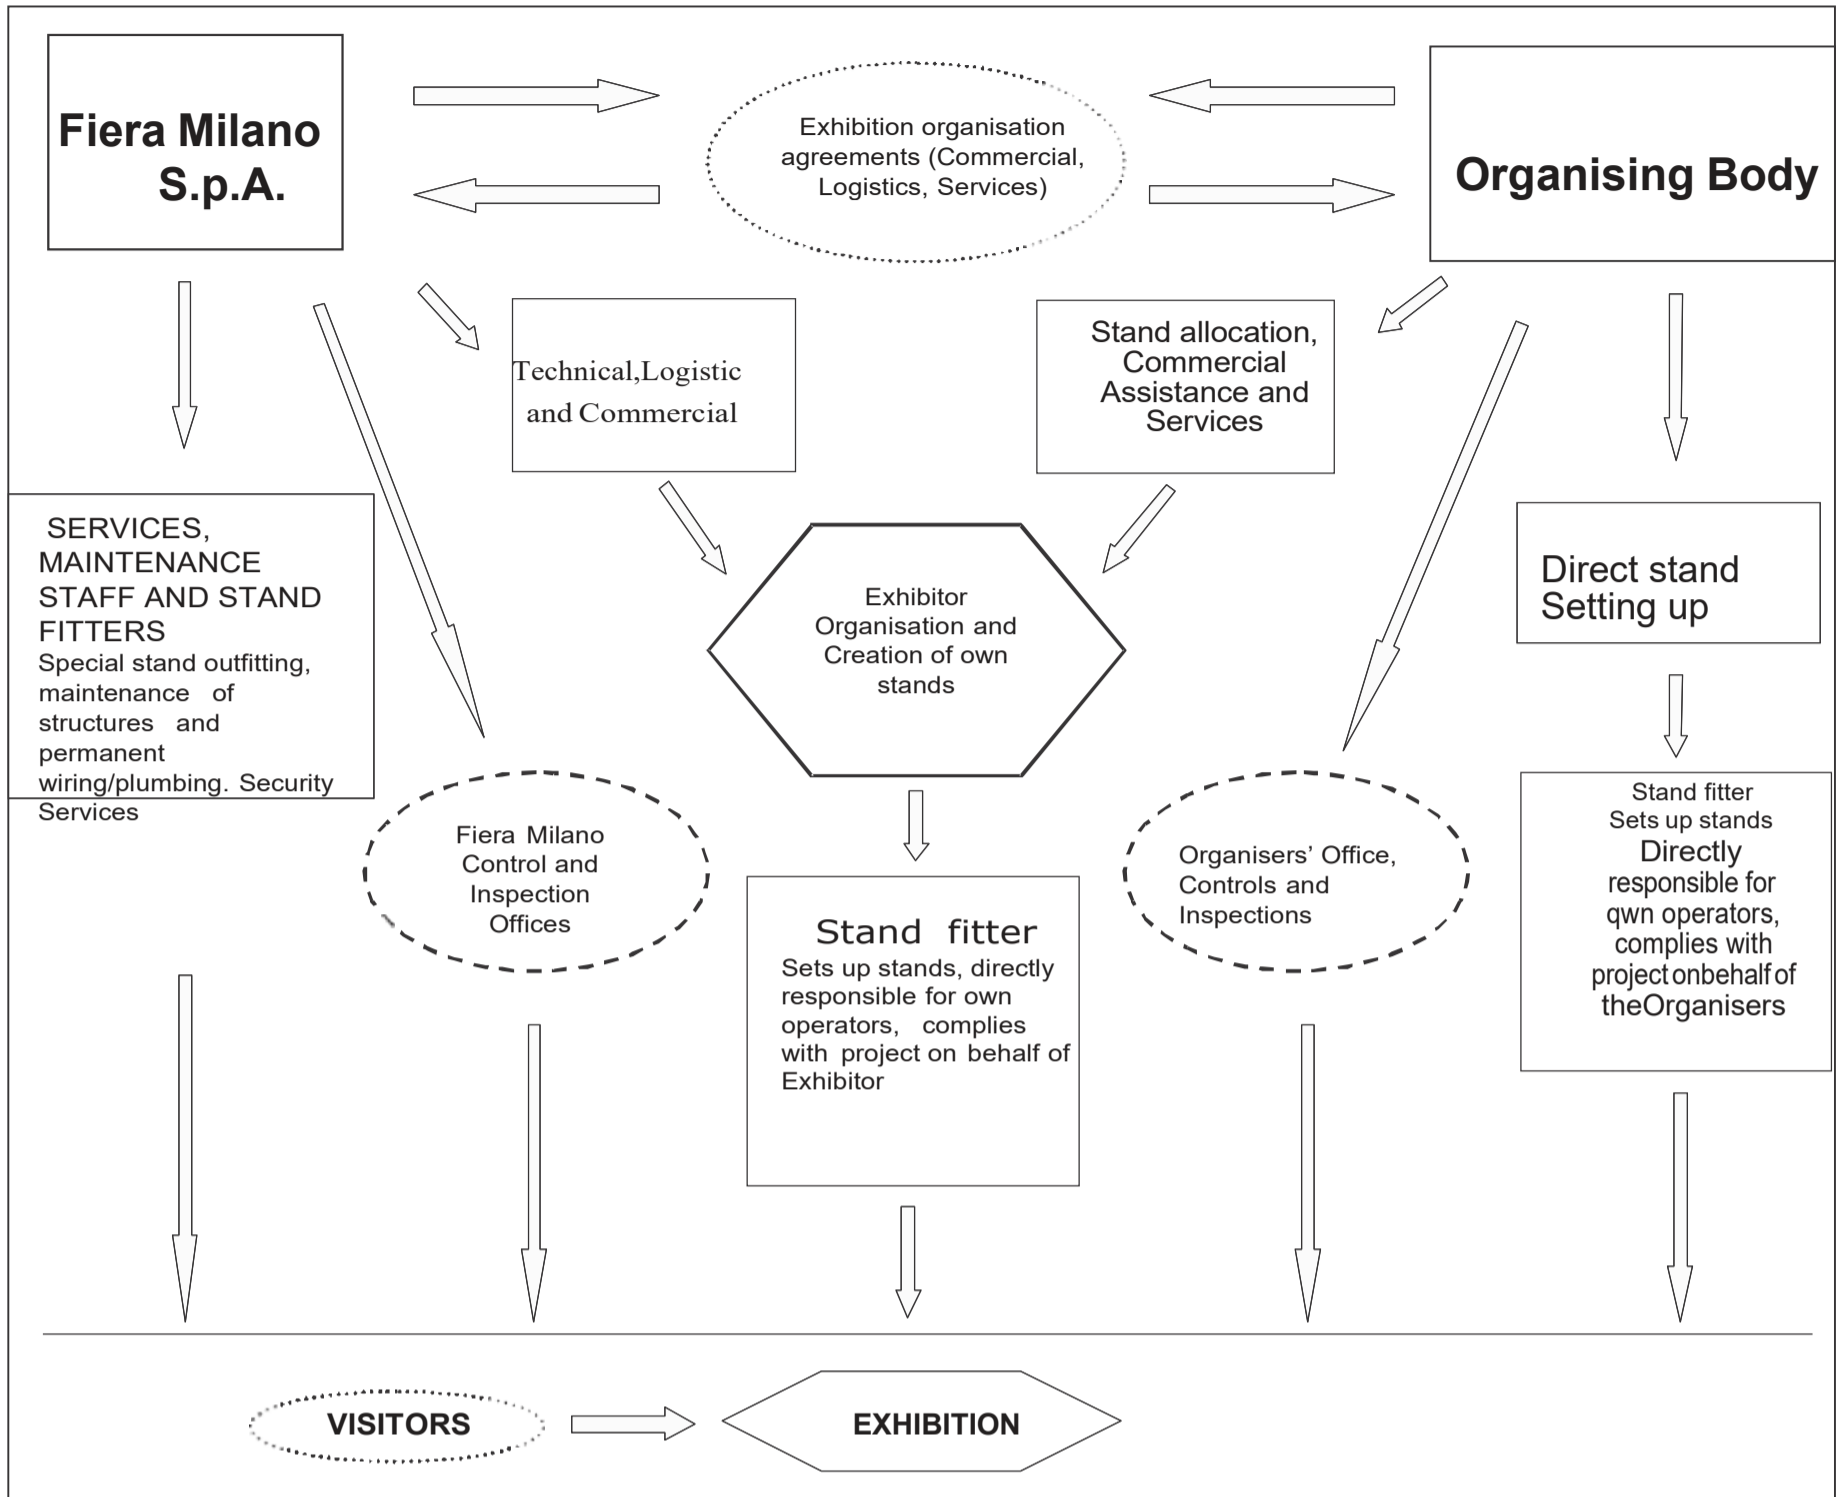 Fiera Milano
S.p.A.
Exhibition organisation
agreements (Commercial,
Logistics, Services)
Organising Body
Technical,Logistic
and Commercial
Stand allocation,
Commercial
Assistance and
Services
SERVICES,
MAINTENANCE
STAFF AND STAND
FITTERS
Special stand outfitting,
maintenance of
structures and
permanent
wiring/plumbing. Security
Services
Exhibitor
Organisation and
Creation of own
stands
Direct stand
Setting up
Fiera Milano
Control and
Inspection
Offices
Stand fitter
Sets up stands, directly
responsible for own
operators, complies
with project on behalf of
Exhibitor
Organisers’ Office,
Controls and
Inspections
Stand fitter
Sets up stands
Directly
responsible for
qwn operators,
complies with
project onbehalf of
theOrganisers
VISITORS
EXHIBITION